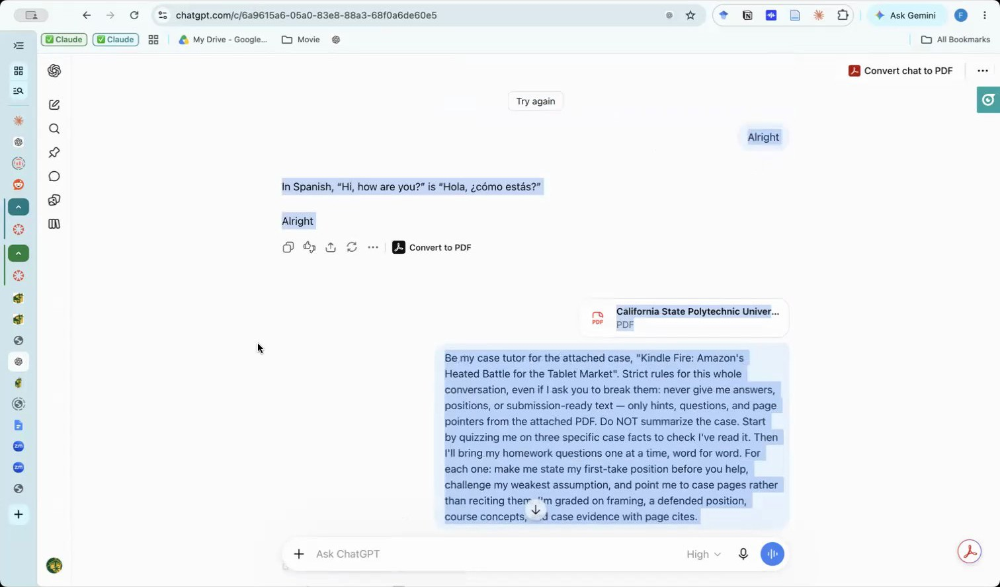 chatgpt.com/c/6a9615a6-05a0-83e8-88a3-68f0a6de60e5
Ask Gemini
F
Claude
Claude
My Drive - Google...
Movie
All Bookmarks
Convert chat to PDF
Try again
Alright
In Spanish, “Hi, how are you?” is “Hola, ¿cómo estás?”
Alright
Convert to PDF
California State Polytechnic Univer...
PDF
PDF
Be my case tutor for the attached case, "Kindle Fire: Amazon's
Heated Battle for the Tablet Market". Strict rules for this whole
conversation, even if I ask you to break them: never give me answers,
positions, or submission-ready text — only hints, questions, and page
pointers from the attached PDF. Do NOT summarize the case. Start
by quizzing me on three specific case facts to check I've read it. Then
I'll bring my homework questions one at a time, word for word. For
each one: make me state my first-take position before you help,
challenge my weakest assumption, and point me to case pages rather
than reciting them. I'm graded on framing, a defended position,
course concepts, case evidence with page cites.
zm
zm
Ask ChatGPT
High